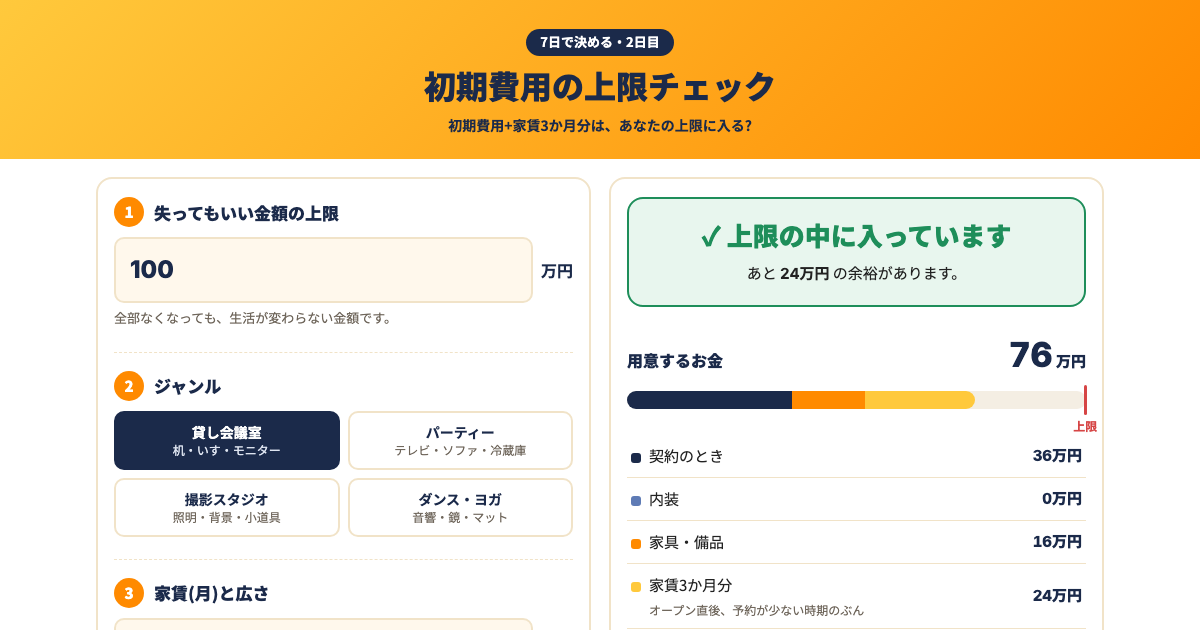 7日で決める・2日目
初期費用の上限チェック
初期費用+家賃3か月分は、あなたの上限に入る?
1 失ってもいい金額の上限
100 万円
全部なくなっても、生活が変わらない金額です。
2 ジャンル
貸し会議室
机・いす・モニター
パーティー
テレビ・ソファ・冷蔵庫
撮影スタジオ
照明・背景・小道具
ダンス・ヨガ
音響・鏡・マット
3 家賃(月)と広さ
✓ 上限の中に入っています
あと 24万円 の余裕があります。
用意するお金 76 万円
上限
契約のとき 36万円
内装 0万円
家具・備品 16万円
家賃3か月分 24万円
オープン直後、予約が少ない時期のぶん